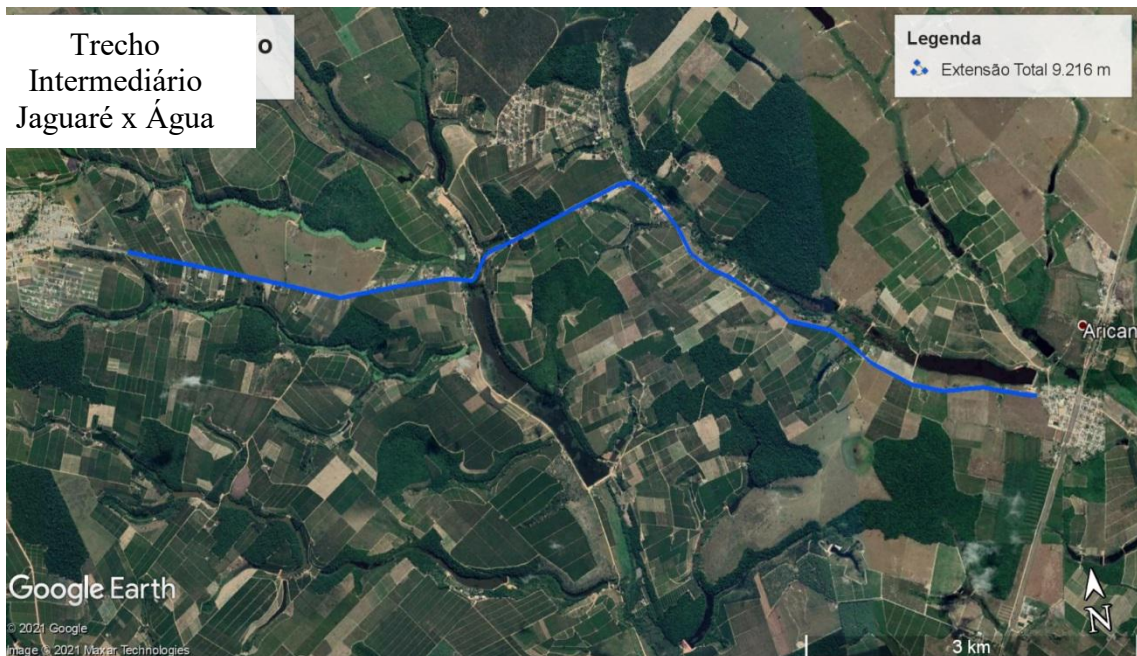 Trecho
Intermediário
Jaguaré x Água
o
Legenda
Extensão Total 9.216 m
Arican
Google Earth
© 2021 Google
Image © 2021 Maxar Technologies
3 km
N